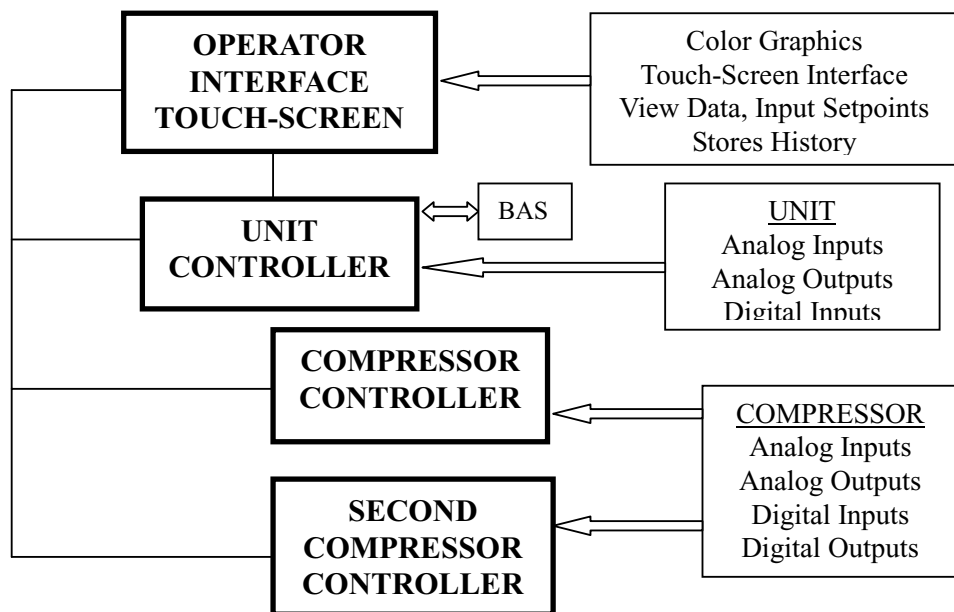 OPERATOR
INTERFACE
TOUCH-SCREEN
Color Graphics
Touch-Screen Interface
View Data, Input Setpoints
Stores History
UNIT
CONTROLLER
BAS
UNIT
Analog Inputs
Analog Outputs
Digital Inputs
COMPRESSOR
CONTROLLER
COMPRESSOR
Analog Inputs
Analog Outputs
Digital Inputs
Digital Outputs
SECOND
COMPRESSOR
CONTROLLER